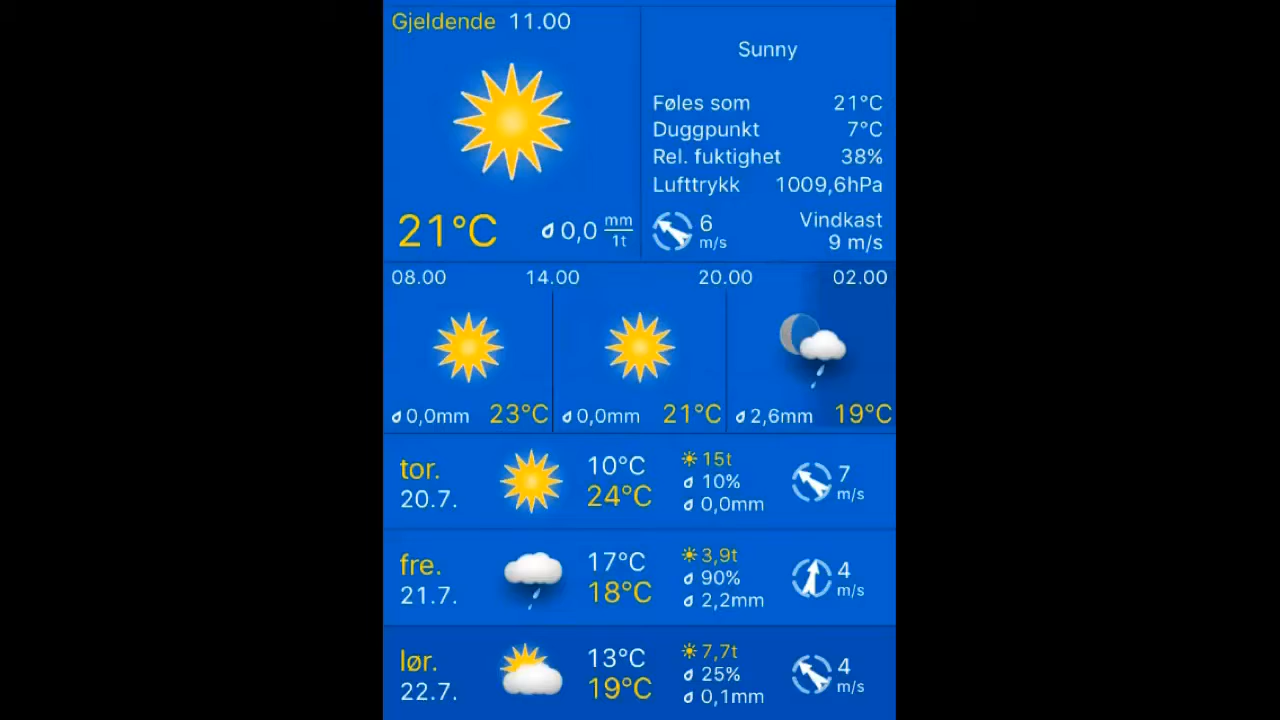 Gjeldende 11.00
21°C
0,0 mm
1t
Sunny
Føles som 21°C
Duggpunkt 7°C
Rel. fuktighet 38%
Lufttrykk 1009,6hPa
6 m/s
Vindkast
9 m/s
08.00 14.00 20.00 02.00
0,0mm 23°C 0,0mm 21°C 2,6mm 19°C
tor.
20.7.
10°C
24°C
15t
10%
0,0mm
7
m/s
fre.
21.7.
17°C
18°C
3,9t
90%
2,2mm
4
m/s
lør.
22.7.
13°C
19°C
7,7t
25%
0,1mm
4
m/s